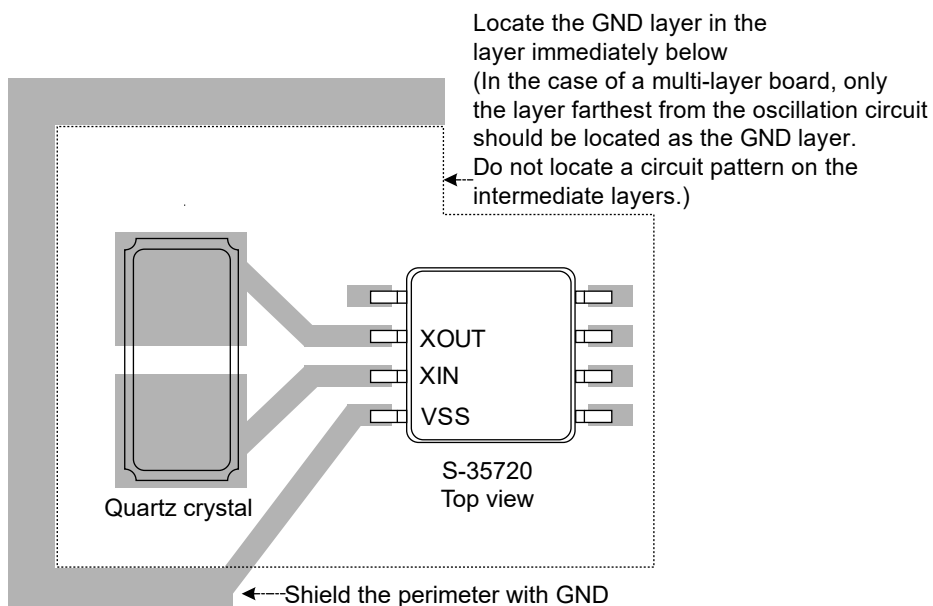 Locate the GND layer in the
layer immediately below
(In the case of a multi-layer board, only
the layer farthest from the oscillation circuit
should be located as the GND layer.
Do not locate a circuit pattern on the
intermediate layers.)
XOUT
XIN
VSS
S-35720
Top view
Quartz crystal
Shield the perimeter with GND